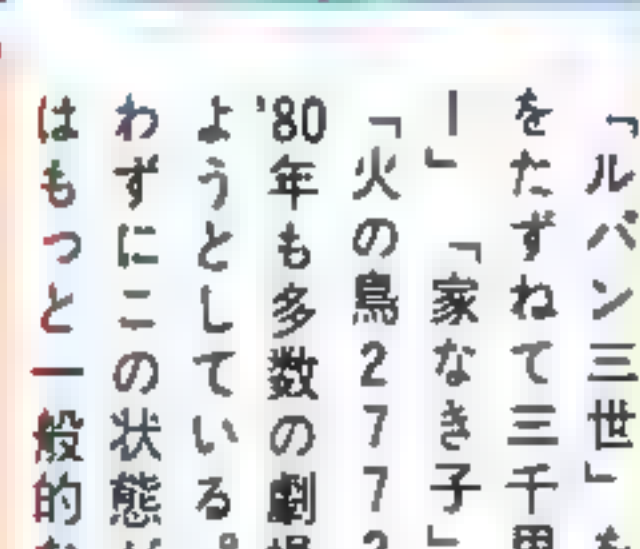 「ルパン三世」
をたずねて三千
ー」「家なき子」
「火の鳥277
'80年も多数の劇
ようとしている。
わずにこの状態
はもっと一般的